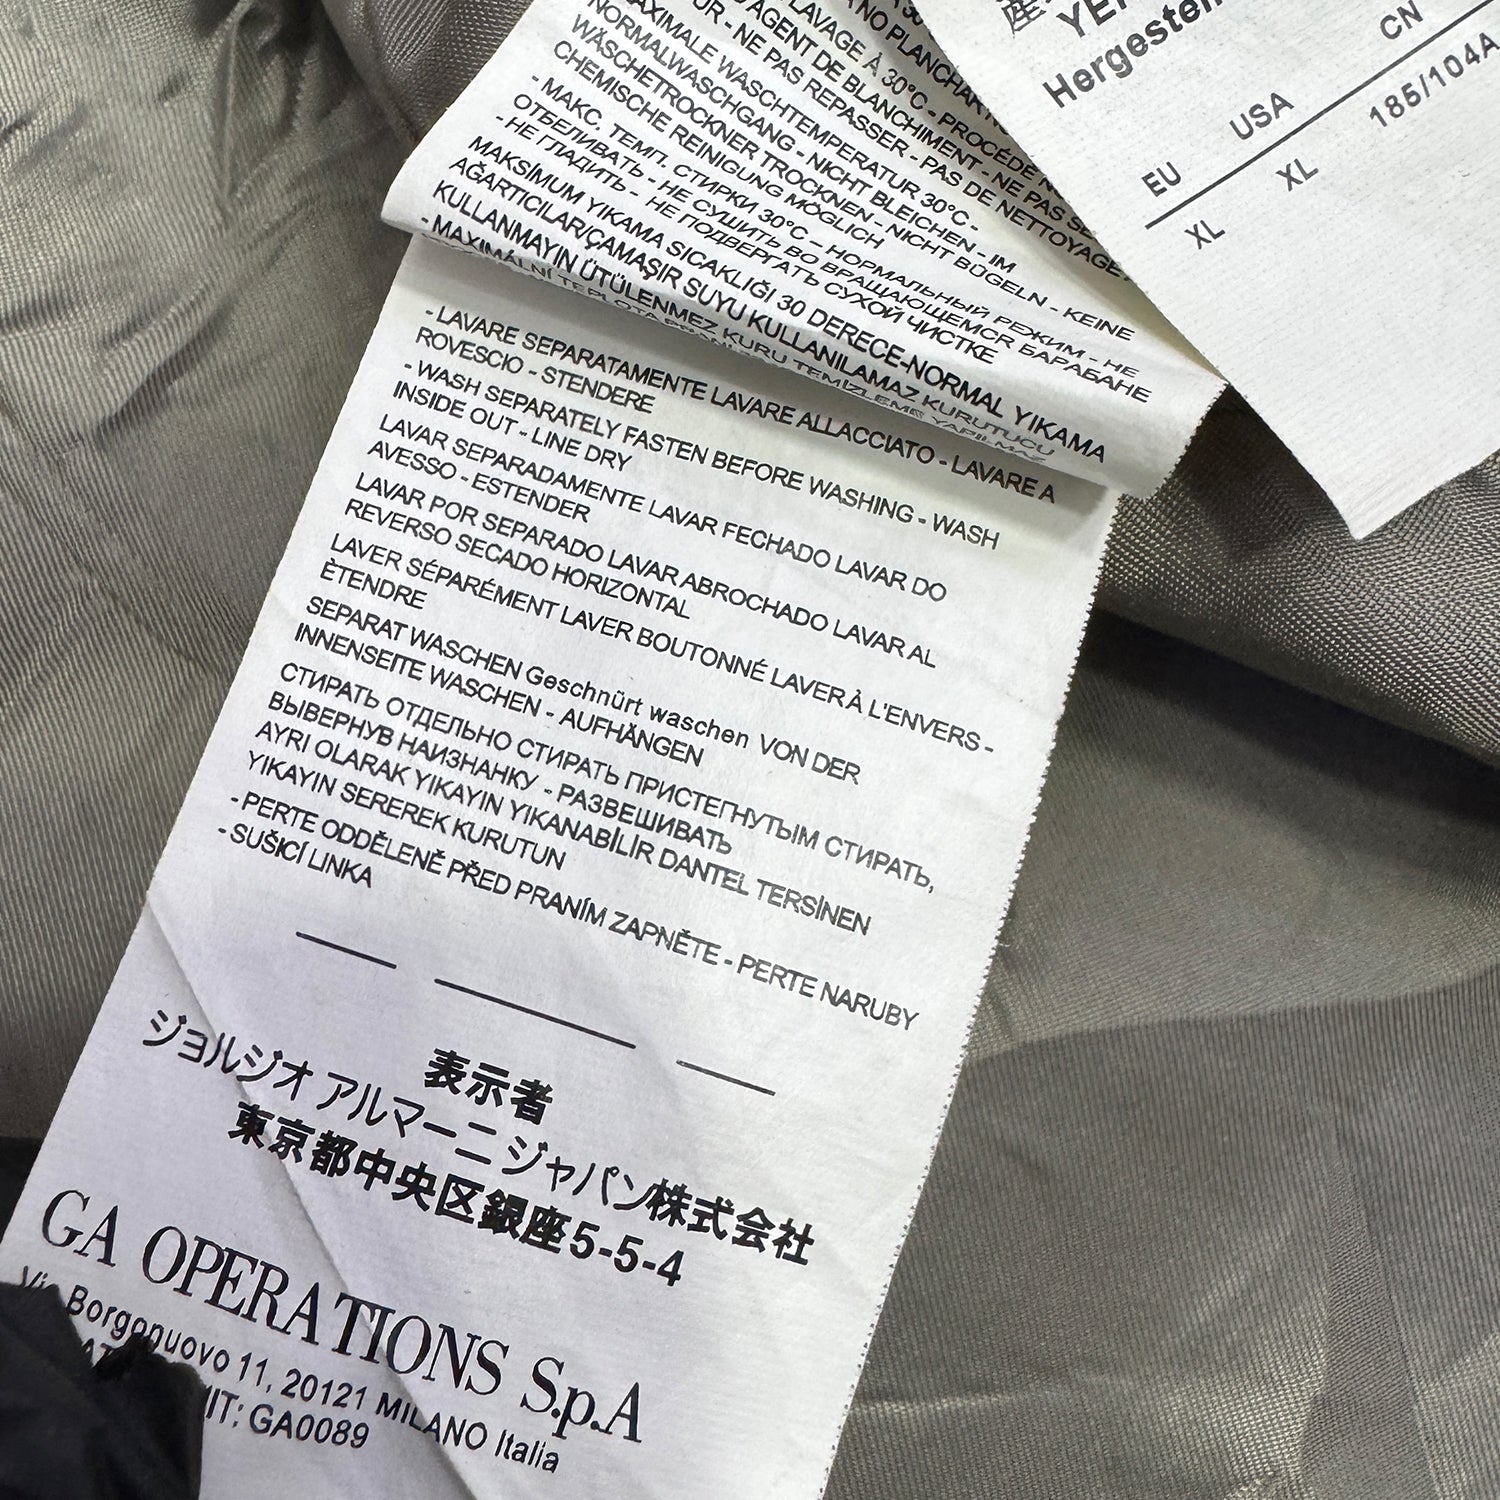 LAVAGE À 30°C - PROCÉDÉ
AGENT DE BLANCHIMENT - NE PAS
- NE PAS REPASSER - PAS DE NETTOYAGE
MAXIMALE WASCHTEMPERATUR 30°C -
NORMALWASCHGANG - NICHT BLEICHEN - IM
WÄSCHETROCKNER TROCKNEN - NICHT BÜGELN - KEINE
CHEMISCHE REINIGUNG MÖGLICH
- МАКС. ТЕМП. СТИРКИ 30°C – НОРМАЛЬНЫЙ РЕЖИМ - НЕ
ОТБЕЛИВАТЬ - НЕ СУШИТЬ ВО ВРАЩАЮЩЕМСЯ БАРАБАНЕ
- НЕ ГЛАДИТЬ - НЕ ПОДВЕРГАТЬ СУХОЙ ЧИСТКЕ
MAKSİMUM YIKAMA SICAKLIĞI 30 DERECE-NORMAL YIKAMA
AĞARTICILAR/ÇAMAŞIR SUYU KULLANILAMAZ KURUTUCU
KULLANMAYIN ÜTÜLENMEZ KURU TEMİZLEME YAPILMAZ
- MAXIMÁLNÍ TEPLOTA
- LAVARE SEPARATAMENTE LAVARE ALLACCIATO - LAVARE A
ROVESCIO - STENDERE
- WASH SEPARATELY FASTEN BEFORE WASHING - WASH
INSIDE OUT - LINE DRY
LAVAR SEPARADAMENTE LAVAR FECHADO LAVAR DO
AVESSO - ESTENDER
LAVAR POR SEPARADO LAVAR ABROCHADO LAVAR AL
REVERSO SECADO HORIZONTAL
LAVER SÉPARÉMENT LAVER BOUTONNÉ LAVER À L'ENVERS -
ÈTENDRE
SEPARAT WASCHEN Geschnürt waschen VON DER
INNENSEITE WASCHEN - AUFHÄNGEN
СТИРАТЬ ОТДЕЛЬНО СТИРАТЬ ПРИСТЕГНУТЫМ СТИРАТЬ,
ВЫВЕРНУВ НАИЗНАНКУ - РАЗВЕШИВАТЬ
AYRI OLARAK YIKAYIN YIKANABİLİR DANTEL TERSİNEN
YIKAYIN SEREREK KURUTUN
- PERTE ODDĚLENĚ PŘED PRANÍM ZAPNĚTE - PERTE NARUBY
- SUŠICÍ LINKA
表示者
ジョルジオ アルマーニ ジャパン株式会社
東京都中央区銀座5-5-4
GA OPERATIONS S.p.A
Via Borgonuovo 11, 20121 MILANO Italia
MIT: GA0089
Hergestell
EU USA CN
XL XL 185/104A